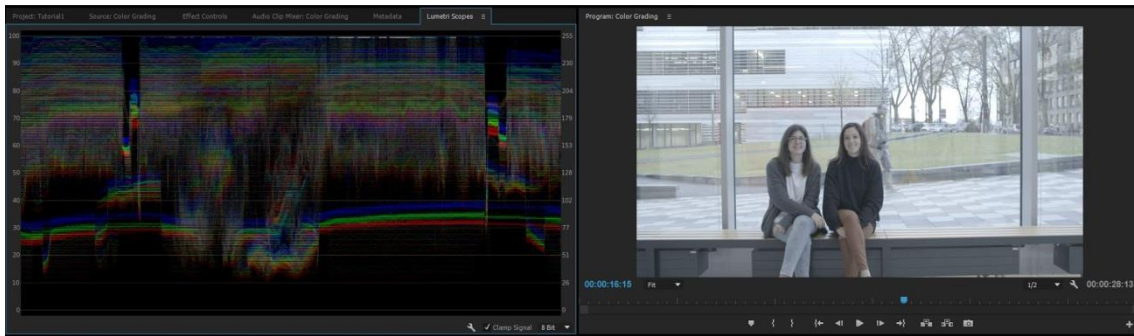 Project: Tutorial1 Source: Color Grading Effect Controls Audio Clip Mixer: Color Grading Metadata Lumetri Scopes
Program: Color Grading
100 255
90 230
80 204
70 179
60 153
50 128
40 102
30 77
20 51
10 26
0 0
Clamp Signal 8 Bit
00:00:16:15 Fit 1/2 00:00:28:13